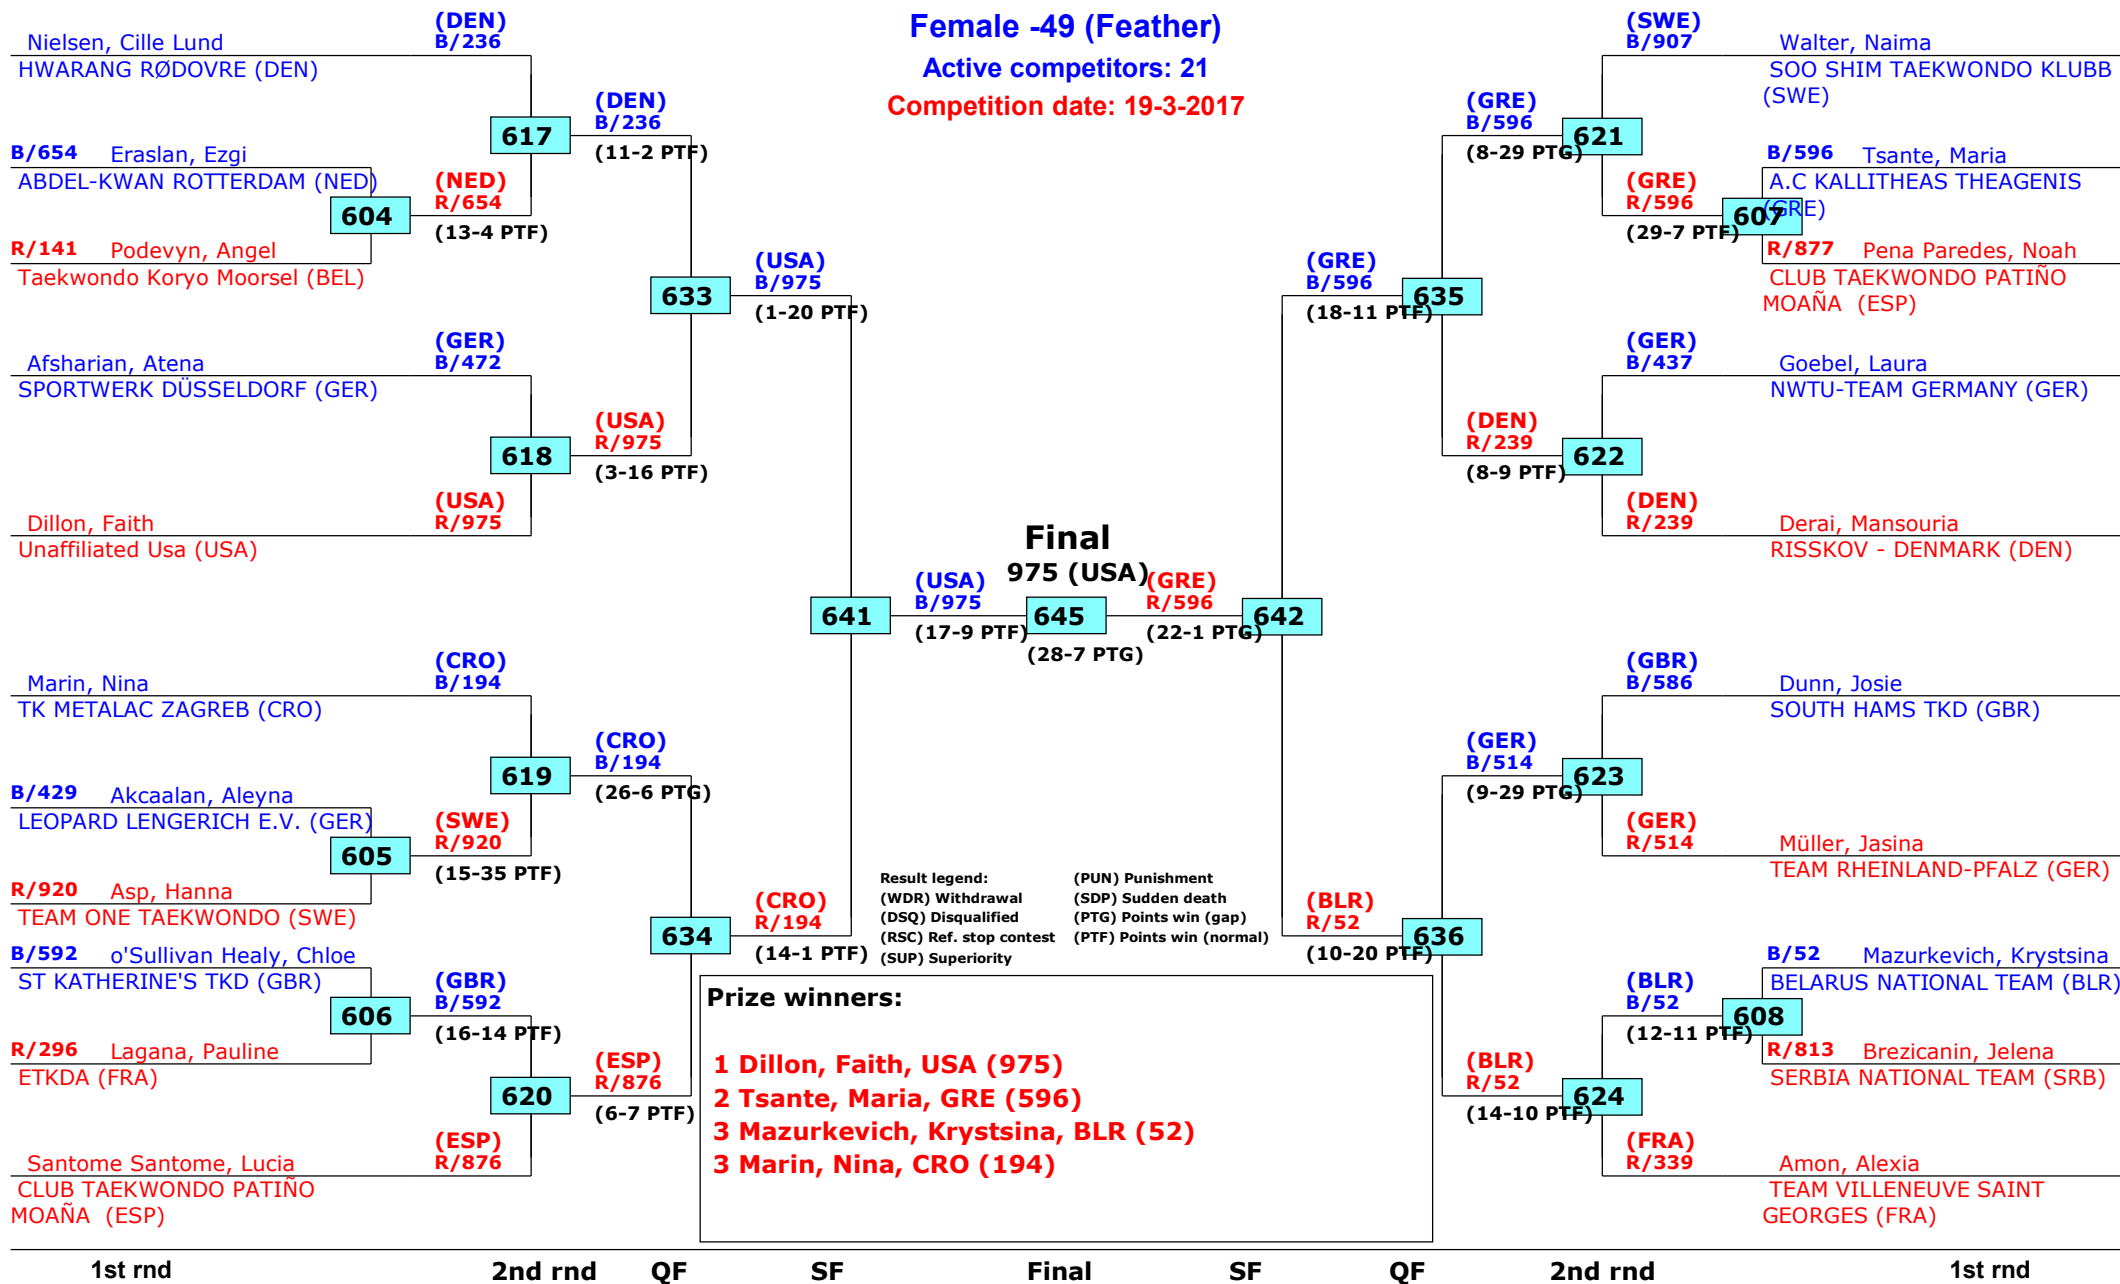 Female -49 (Feather)
Active competitors: 21
Competition date: 19-3-2017
(DEN)
B/236
Nielsen, Cille Lund
HWARANG RØDOVRE (DEN)
(DEN)
B/236
617
(11-2 PTF)
B/654 Eraslan, Ezgi
ABDEL-KWAN ROTTERDAM (NED)
(NED)
R/654
604
(13-4 PTF)
R/141 Podevyn, Angel
Taekwondo Koryo Moorsel (BEL)
(USA)
B/975
633
(1-20 PTF)
(GER)
B/472
Afsharian, Atena
SPORTWERK DÜSSELDORF (GER)
(USA)
R/975
618
(3-16 PTF)
(USA)
R/975
Dillon, Faith
Unaffiliated Usa (USA)
641
(USA)
B/975
(17-9 PTF)
Final
975 (USA)
645
(28-7 PTG)
(GRE)
R/596
642
(22-1 PTG)
(CRO)
B/194
Marin, Nina
TK METALAC ZAGREB (CRO)
(CRO)
B/194
619
(26-6 PTG)
B/429 Akcaalan, Aleyna
LEOPARD LENGERICH E.V. (GER)
(SWE)
R/920
605
(15-35 PTF)
R/920 Asp, Hanna
TEAM ONE TAEKWONDO (SWE)
(CRO)
R/194
634
(14-1 PTF)
B/592 o'Sullivan Healy, Chloe
ST KATHERINE'S TKD (GBR)
(GBR)
B/592
606
(16-14 PTF)
R/296 Lagana, Pauline
ETKDA (FRA)
(ESP)
R/876
620
(6-7 PTF)
(ESP)
R/876
Santome Santome, Lucia
CLUB TAEKWONDO PATIÑO
MOAÑA (ESP)
Result legend:
(WDR) Withdrawal
(DSQ) Disqualified
(RSC) Ref. stop contest
(SUP) Superiority
(PUN) Punishment
(SDP) Sudden death
(PTG) Points win (gap)
(PTF) Points win (normal)
Prize winners:
1 Dillon, Faith, USA (975)
2 Tsante, Maria, GRE (596)
3 Mazurkevich, Krystsina, BLR (52)
3 Marin, Nina, CRO (194)
(SWE)
B/907
Walter, Naima
SOO SHIM TAEKWONDO KLUBB
(SWE)
(GRE)
B/596
621
(8-29 PTG)
B/596 Tsante, Maria
A.C KALLITHEAS THEAGENIS
(GRE)
(GRE)
R/596
607
(29-7 PTF)
R/877 Pena Paredes, Noah
CLUB TAEKWONDO PATIÑO
MOAÑA (ESP)
(GRE)
B/596
635
(18-11 PTF)
(GER)
B/437
Goebel, Laura
NWTU-TEAM GERMANY (GER)
(DEN)
R/239
622
(8-9 PTF)
(DEN)
R/239
Derai, Mansouria
RISSKOV - DENMARK (DEN)
(GBR)
B/586
Dunn, Josie
SOUTH HAMS TKD (GBR)
(GER)
B/514
623
(9-29 PTG)
(GER)
R/514
Müller, Jasina
TEAM RHEINLAND-PFALZ (GER)
(BLR)
R/52
636
(10-20 PTF)
B/52 Mazurkevich, Krystsina
BELARUS NATIONAL TEAM (BLR)
(BLR)
B/52
608
(12-11 PTF)
R/813 Brezicanin, Jelena
SERBIA NATIONAL TEAM (SRB)
(BLR)
R/52
624
(14-10 PTF)
(FRA)
R/339
Amon, Alexia
TEAM VILLENEUVE SAINT
GEORGES (FRA)
1st rnd 2nd rnd QF SF Final SF QF 2nd rnd 1st rnd